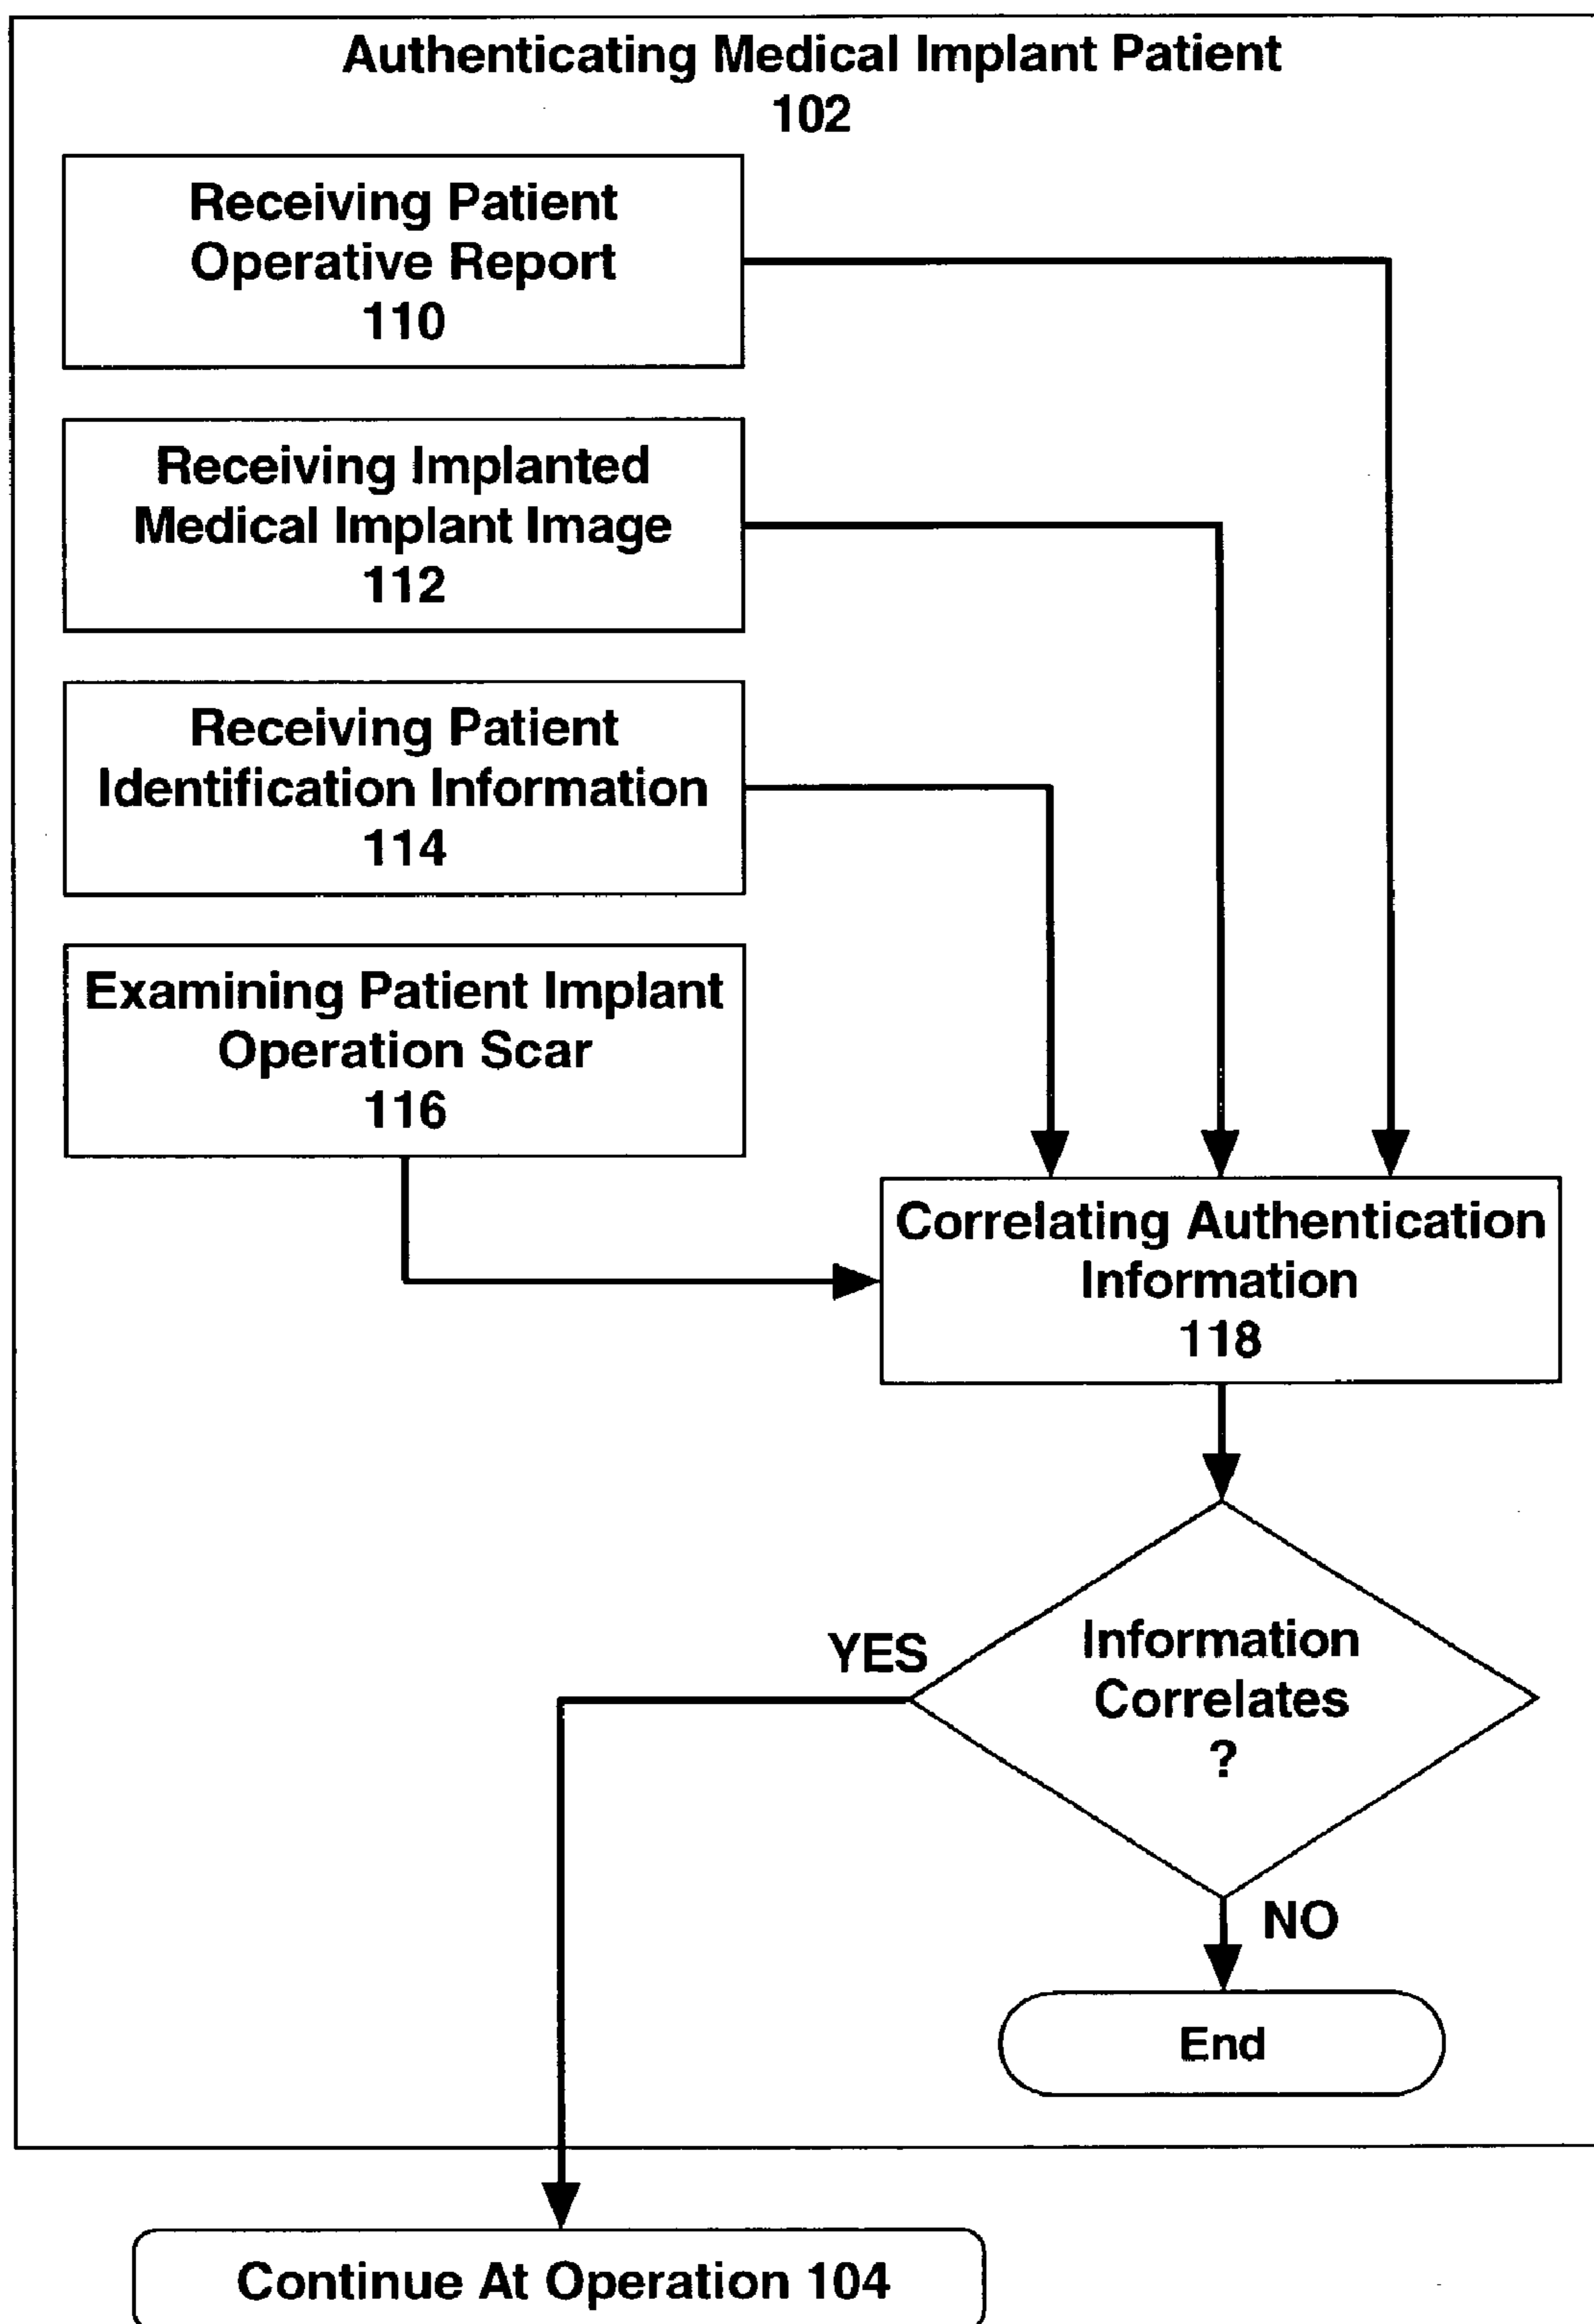 Authenticating Medical Implant Patient
102
Receiving Patient
Operative Report
110
Receiving Implanted
Medical Implant Image
112
Receiving Patient
Identification Information
114
Examining Patient Implant
Operation Scar
116
Correlating Authentication
Information
118
Information
Correlates
?
YES
NO
End
Continue At Operation 104